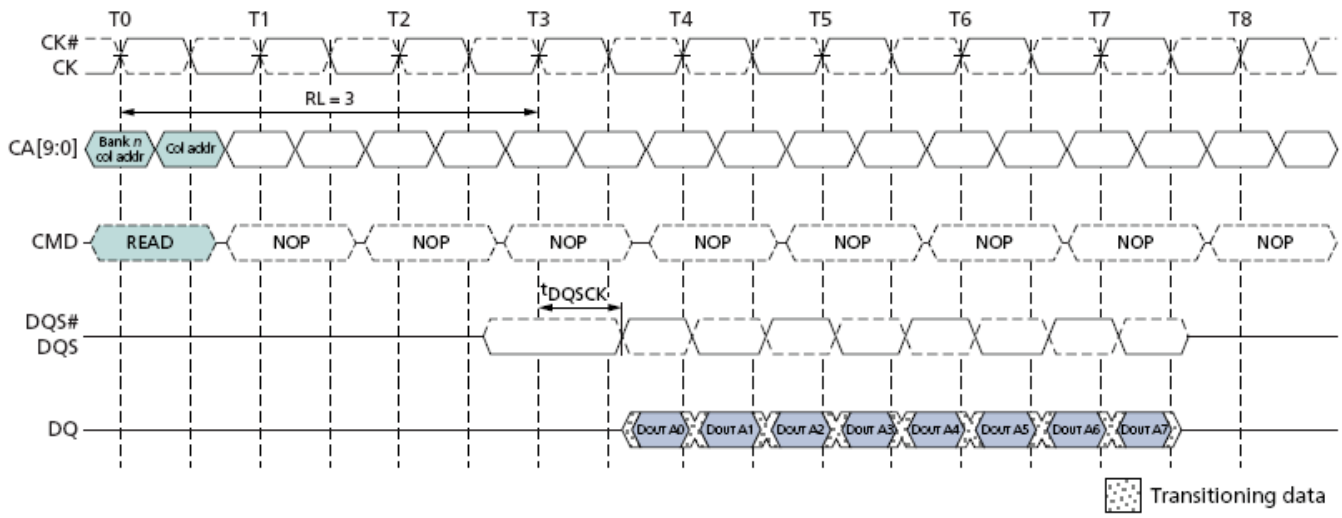 T0 T1 T2 T3 T4 T5 T6 T7 T8
CK#
CK
RL = 3
CA[9:0] Bank n col addr Col addr
CMD READ NOP NOP NOP NOP NOP NOP NOP NOP
tDQSCK
DQS#
DQS
DQ DOUT A0 DOUT A1 DOUT A2 DOUT A3 DOUT A4 DOUT A5 DOUT A6 DOUT A7
Transitioning data